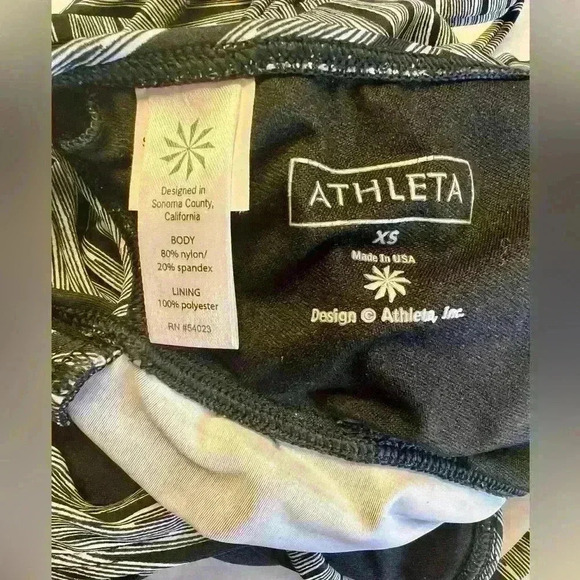 Designed in
Sonoma County,
California
BODY
80% nylon/
20% spandex
LINING
100% polyester
RN #54023
ATHLETA
XS
Made In USA
Design © Athleta, Inc.